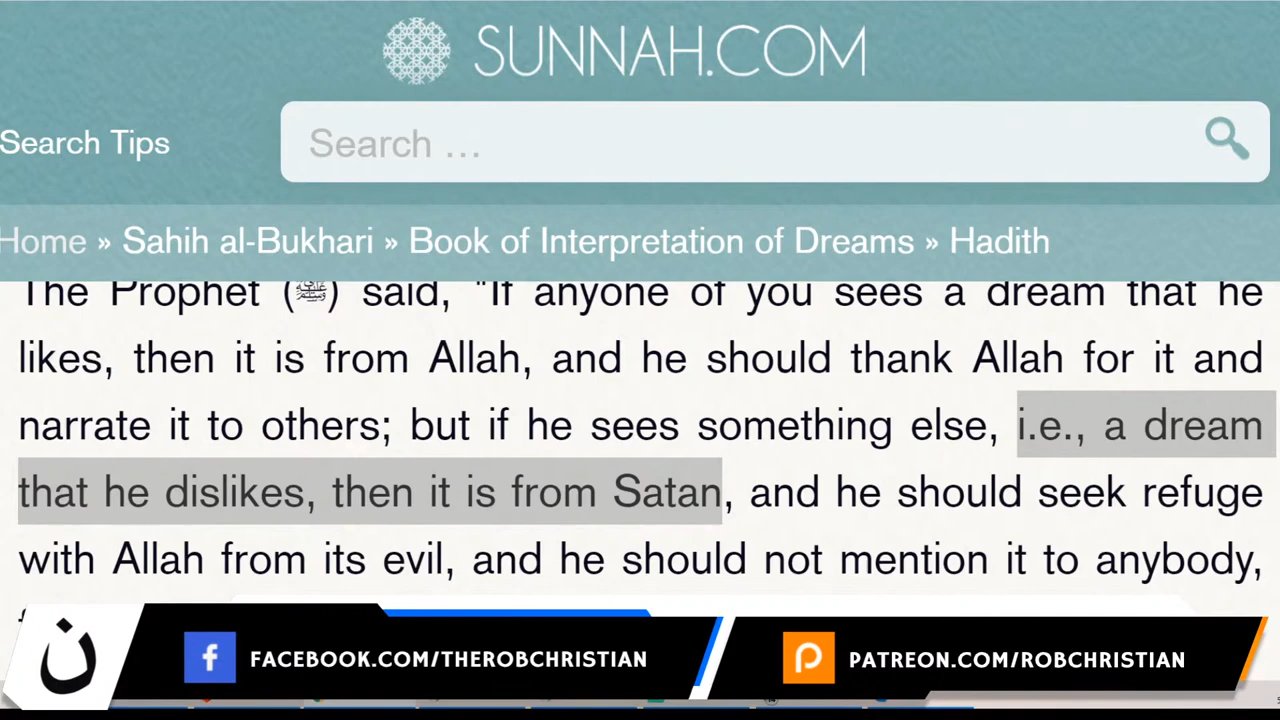 SUNNAH.COM
Search Tips
Search ...
Home » Sahih al-Bukhari » Book of Interpretation of Dreams » Hadith
The Prophet (ﷺ) said, "If anyone of you sees a dream that he
likes, then it is from Allah, and he should thank Allah for it and
narrate it to others; but if he sees something else, i.e., a dream
that he dislikes, then it is from Satan, and he should seek refuge
with Allah from its evil, and he should not mention it to anybody,
ن
FACEBOOK.COM/THEROBCHRISTIAN
PATREON.COM/ROBCHRISTIAN